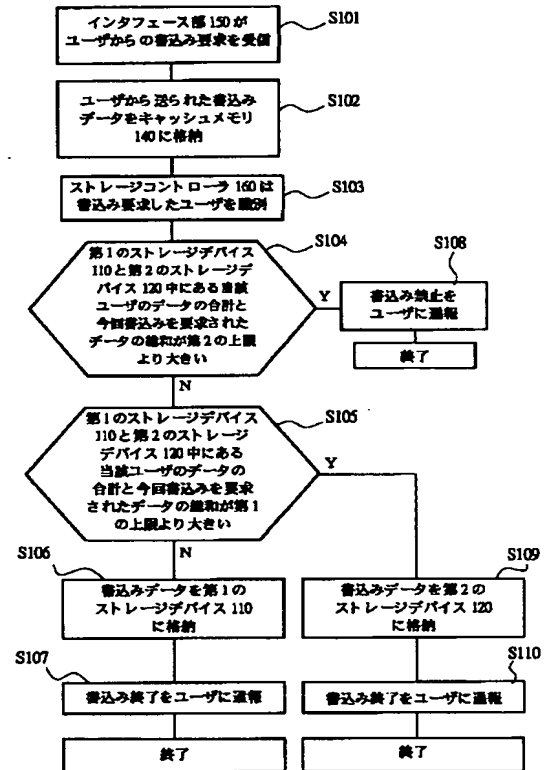 インタフェース部150が
ユーザからの書込み要求を受信
S101
ユーザから送られた書込み
データをキャッシュメモリ
140に格納
S102
ストレージコントローラ160は
書込み要求したユーザを識別
S103
第1のストレージデバイス
110と第2のストレージデ
バイス120中にある当該
ユーザのデータの合計と
今回書込みを要求された
データの総和が第2の上限
より大きい
S104
Y
S108
書込み禁止を
ユーザに通報
終了
N
第1のストレージデバイス
110と第2のストレージ
デバイス120中にある
当該ユーザのデータの
合計と今回書込みを要求
されたデータの総和が第1
の上限より大きい
S105
Y
N
S106
書込みデータを第1の
ストレージデバイス110
に格納
S109
書込みデータを第2の
ストレージデバイス120
に格納
S107
書込み終了をユーザに通報
S110
書込み終了をユーザに通報
終了
終了